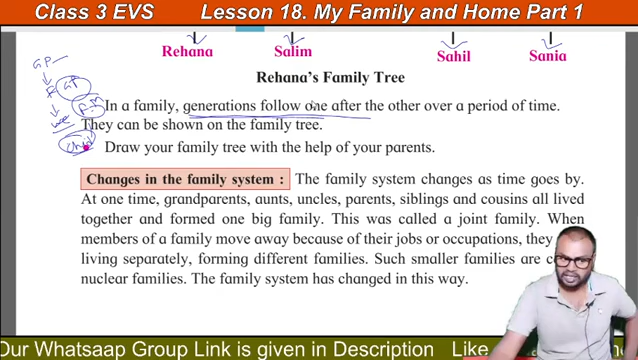 Class 3 EVS Lesson 18. My Family and Home Part 1
Rehana Salim Sahil Sania
Rehana's Family Tree
In a family, generations follow one after the other over a period of time.
They can be shown on the family tree.
Draw your family tree with the help of your parents.
Changes in the family system : The family system changes as time goes by.
At one time, grandparents, aunts, uncles, parents, siblings and cousins all lived
together and formed one big family. This was called a joint family. When
members of a family move away because of their jobs or occupations, they
living separately, forming different families. Such smaller families are
nuclear families. The family system has changed in this way.
GP
GP
Our Whatsaap Group Link is given in Description Like